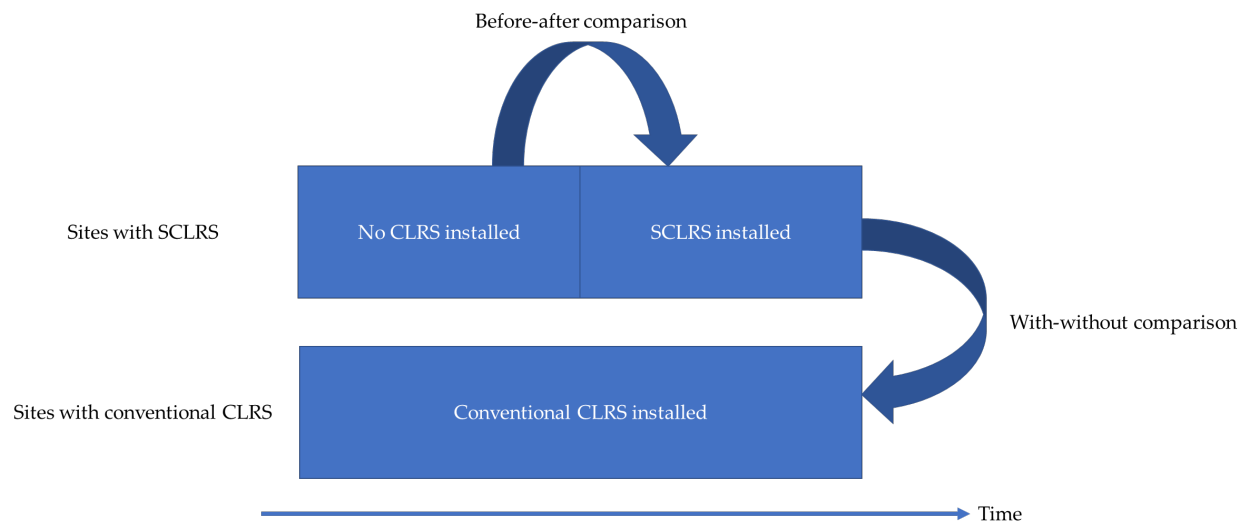 Before-after comparison
Sites with SCLRS
No CLRS installed
SCLRS installed
With-without comparison
Sites with conventional CLRS
Conventional CLRS installed
Time